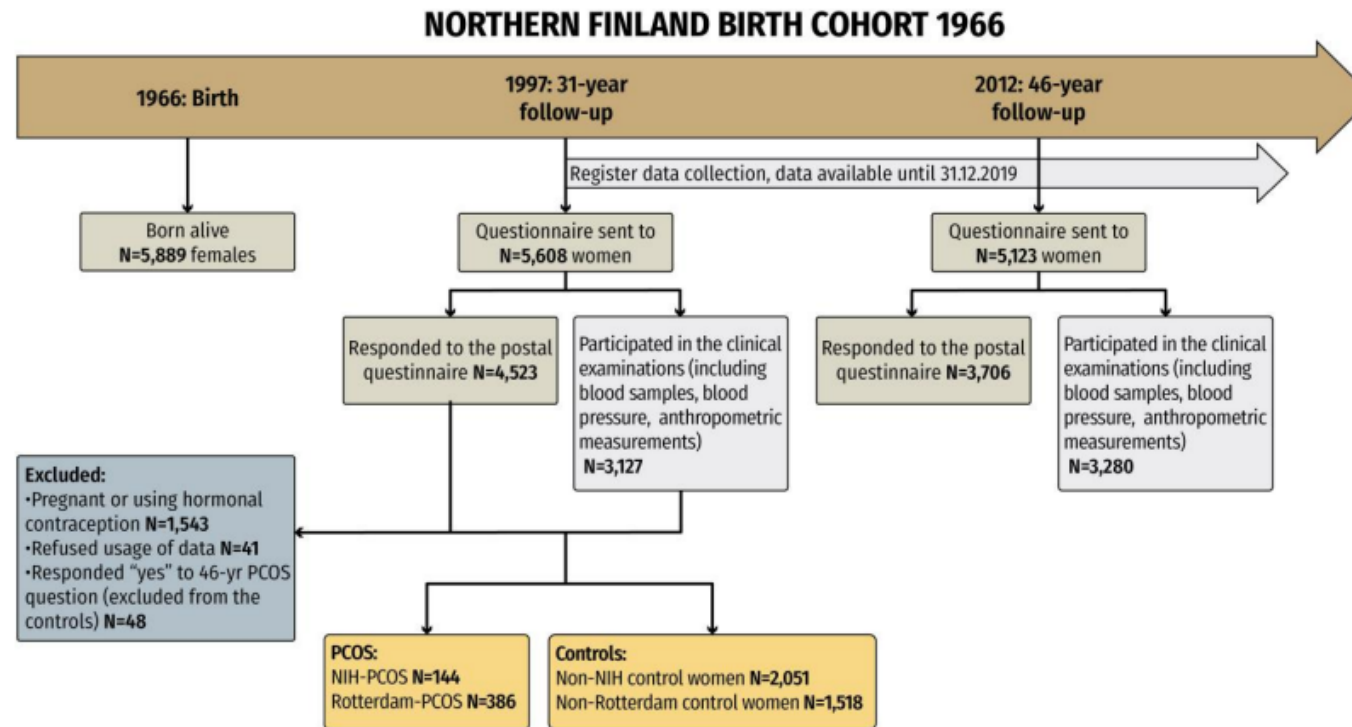 NORTHERN FINLAND BIRTH COHORT 1966
1966: Birth
1997: 31-year
follow-up
2012: 46-year
follow-up
Register data collection, data available until 31.12.2019
Born alive
N=5,889 females
Questionnaire sent to
N=5,608 women
Questionnaire sent to
N=5,123 women
Responded to the postal
questinnaire N=4,523
Participated in the clinical
examinations (including
blood samples, blood
pressure, anthropometric
measurements)
N=3,127
Responded to the postal
questinnaire N=3,706
Participated in the clinical
examinations (including
blood samples, blood
pressure, anthropometric
measurements)
N=3,280
Excluded:
•Pregnant or using hormonal
contraception N=1,543
•Refused usage of data N=41
•Responded “yes” to 46-yr PCOS
question (excluded from the
controls) N=48
PCOS:
NIH-PCOS N=144
Rotterdam-PCOS N=386
Controls:
Non-NIH control women N=2,051
Non-Rotterdam control women N=1,518